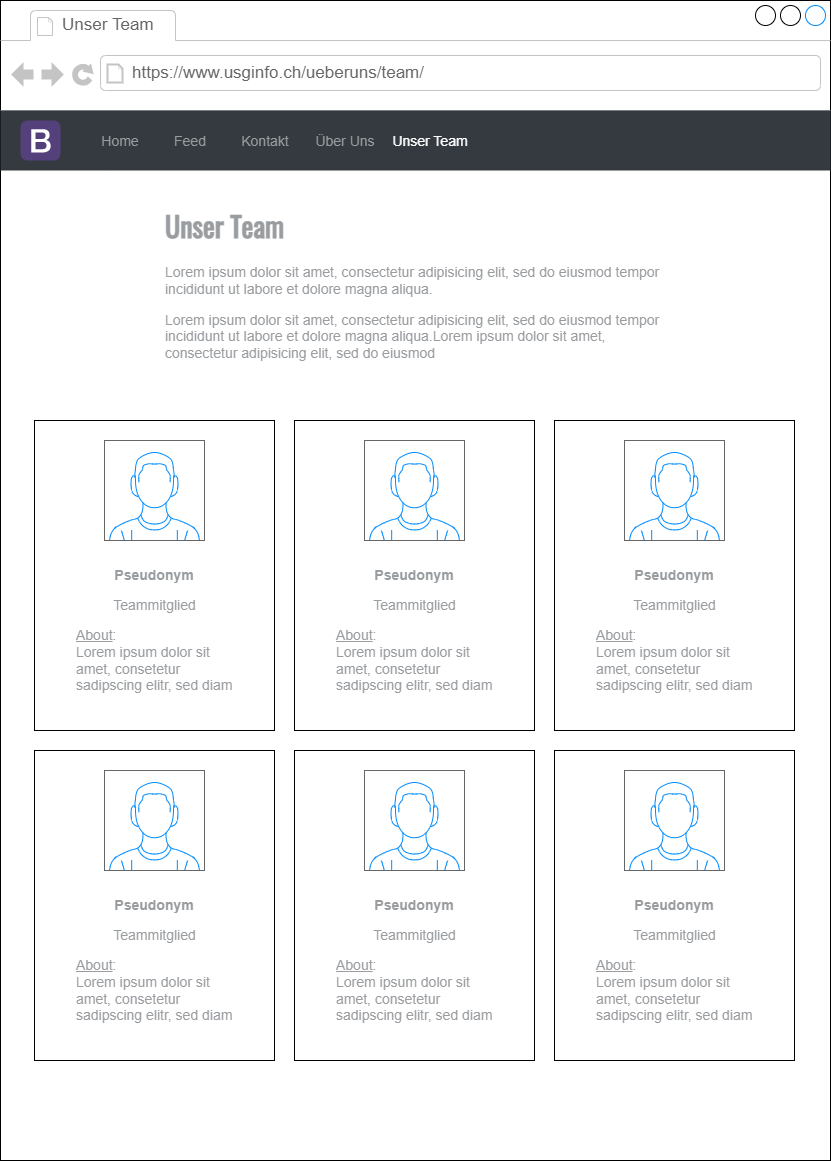 Unser Team
https://www.usginfo.ch/ueberuns/team/
B Home Feed Kontakt Über Uns Unser Team
Unser Team
Lorem ipsum dolor sit amet, consectetur adipisicing elit, sed do eiusmod tempor
incididunt ut labore et dolore magna aliqua.
Lorem ipsum dolor sit amet, consectetur adipisicing elit, sed do eiusmod tempor
incididunt ut labore et dolore magna aliqua.Lorem ipsum dolor sit amet,
consectetur adipisicing elit, sed do eiusmod
Pseudonym
Teammitglied
About:
Lorem ipsum dolor sit
amet, consetetur
sadipscing elitr, sed diam
Pseudonym
Teammitglied
About:
Lorem ipsum dolor sit
amet, consetetur
sadipscing elitr, sed diam
Pseudonym
Teammitglied
About:
Lorem ipsum dolor sit
amet, consetetur
sadipscing elitr, sed diam
Pseudonym
Teammitglied
About:
Lorem ipsum dolor sit
amet, consetetur
sadipscing elitr, sed diam
Pseudonym
Teammitglied
About:
Lorem ipsum dolor sit
amet, consetetur
sadipscing elitr, sed diam
Pseudonym
Teammitglied
About:
Lorem ipsum dolor sit
amet, consetetur
sadipscing elitr, sed diam